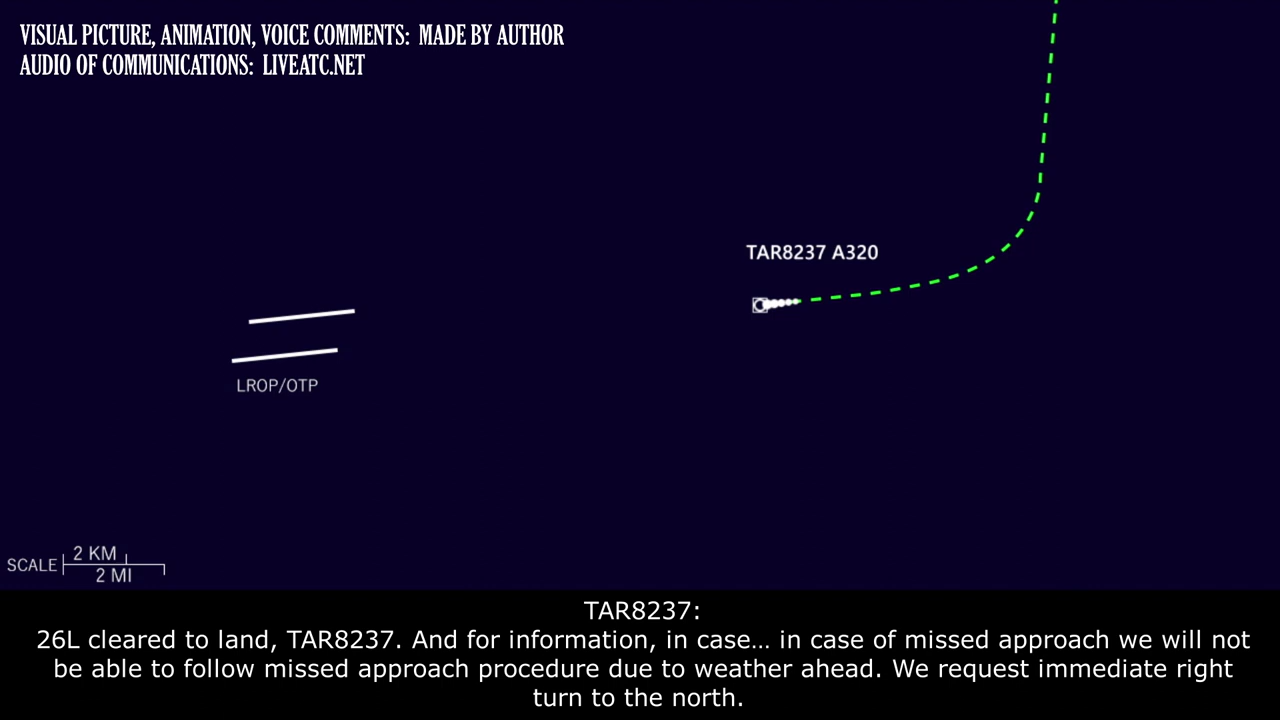 VISUAL PICTURE, ANIMATION, VOICE COMMENTS: MADE BY AUTHOR
AUDIO OF COMMUNICATIONS: LIVEATC.NET
TAR8237 A320
LROP/OTP
2 KM
SCALE
2 MI
TAR8237:
26L cleared to land, TAR8237. And for information, in case... in case of missed approach we will not
be able to follow missed approach procedure due to weather ahead. We request immediate right
turn to the north.